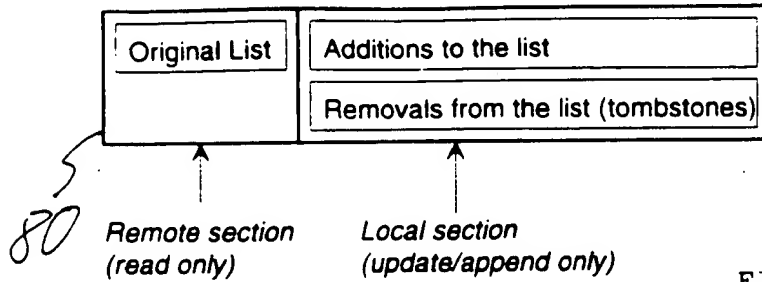 Original List
Additions to the list
Removals from the list (tombstones)
80
Remote section
(read only)
Local section
(update/append only)